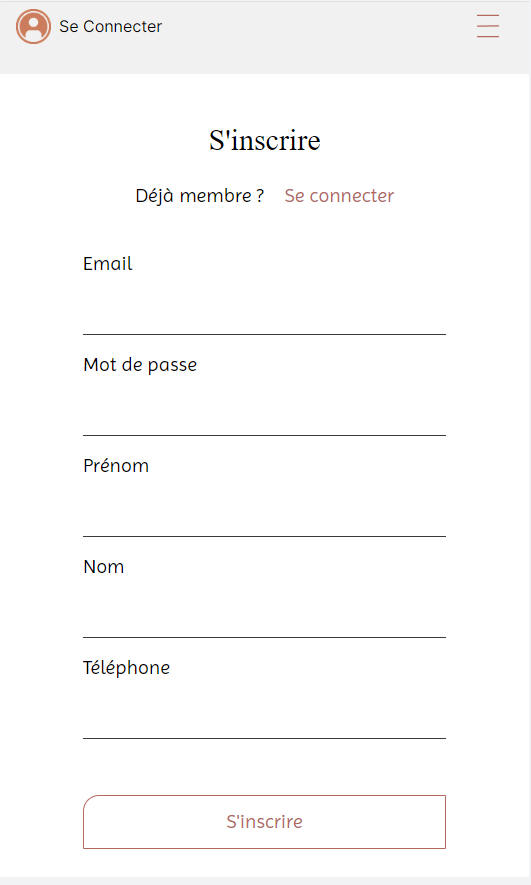 Se Connecter
S'inscrire
Déjà membre ? Se connecter
Email
Mot de passe
Prénom
Nom
Téléphone
S'inscrire